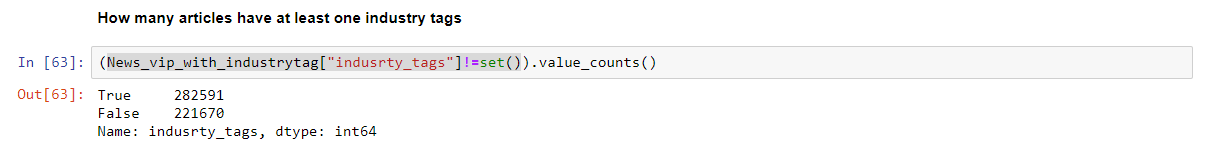 How many articles have at least one industry tags
In [63]: (News_vip_with_industrytag["indusrty_tags"]!=set()).value_counts()
Out[63]: True     282591
False    221670
Name: indusrty_tags, dtype: int64